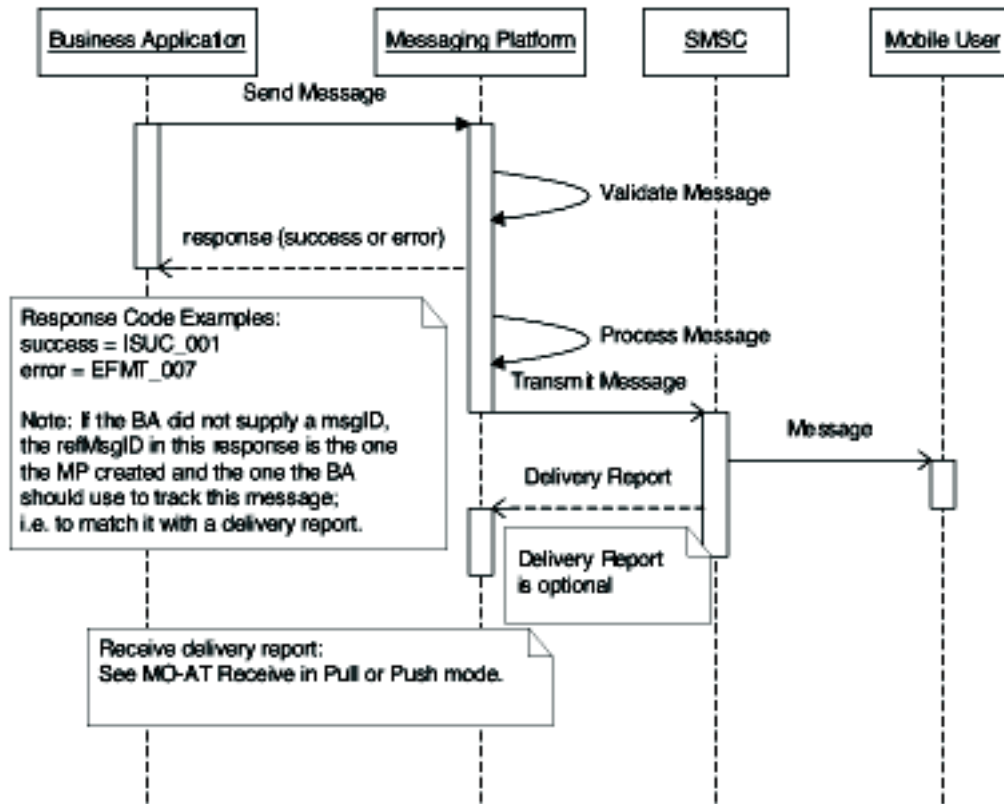 Business Application
Messaging Platform
SMSC
Mobile User
Send Message
Validate Message
response (success or error)
Response Code Examples:
success = ISUC_001
error = EFMT_007
Note: If the BA did not supply a msgID,
the refMsgID in this response is the one
the MP created and the one the BA
should use to track this message;
i.e. to match it with a delivery report.
Process Message
Transmit Message
Message
Delivery Report
Delivery Report
is optional
Receive delivery report:
See MO-AT Receive in Pull or Push mode.